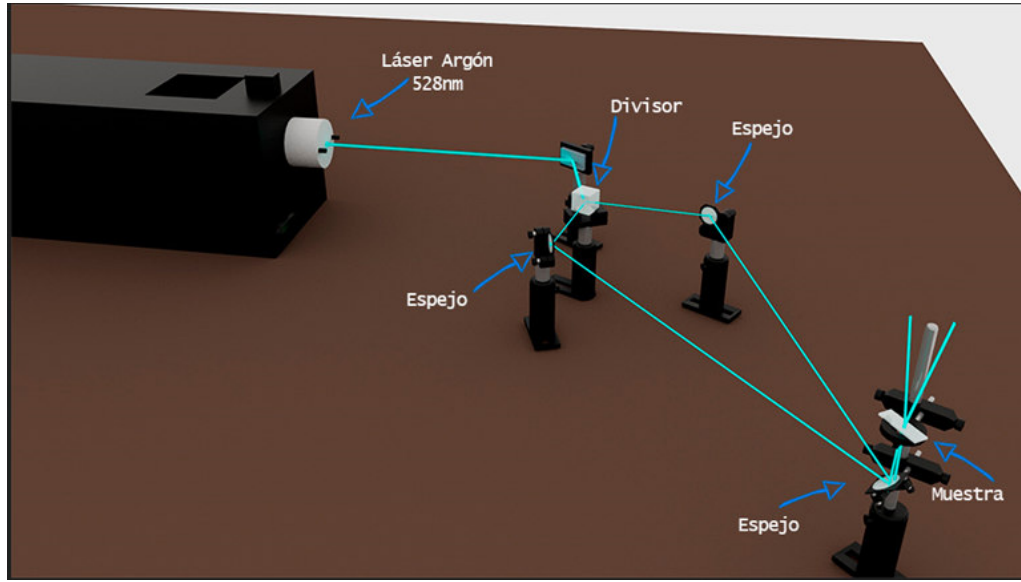 Láser Argón
528nm
Divisor
Espejo
Espejo
Muestra
Espejo